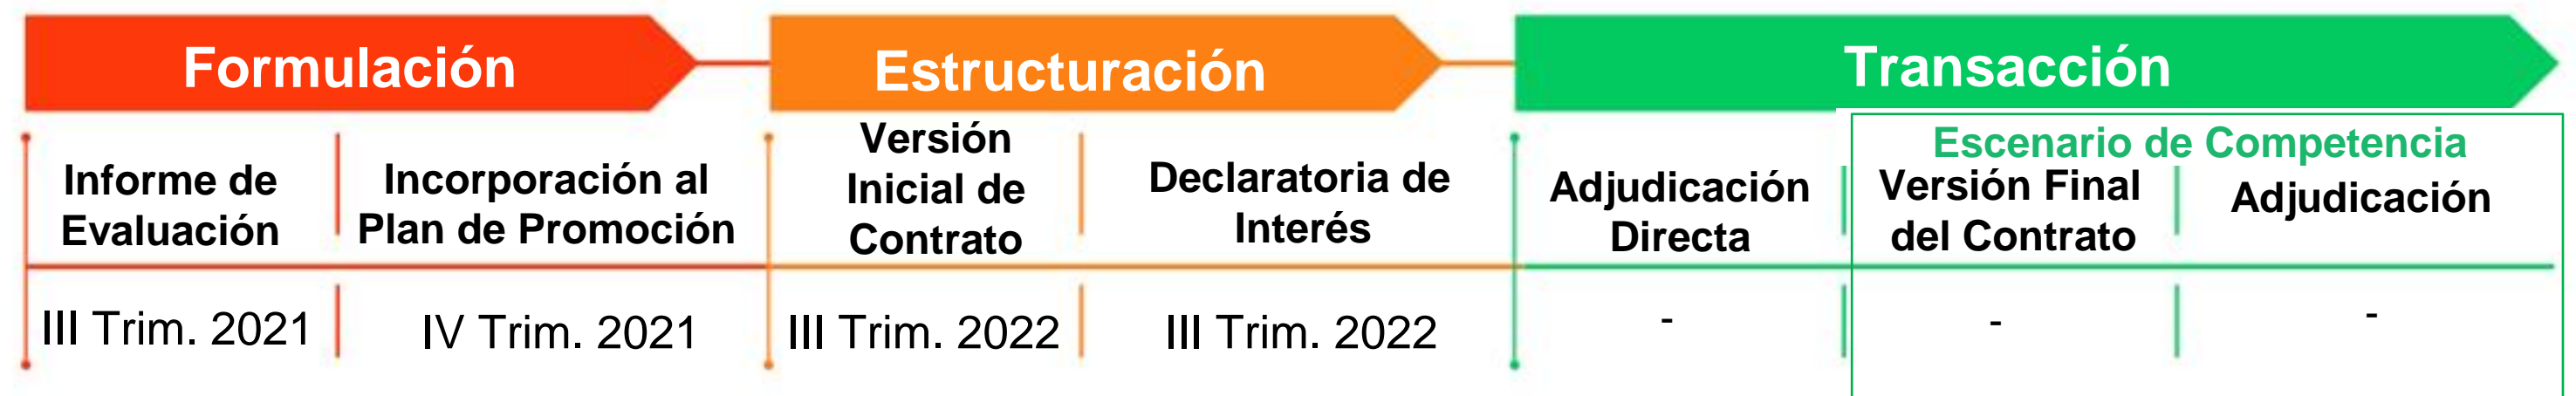 Formulación
Estructuración
Transacción
Informe de
Evaluación
Incorporación al
Plan de Promoción
Versión
Inicial de
Contrato
Declaratoria de
Interés
Adjudicación
Directa
Escenario de Competencia
Versión Final
del Contrato
Adjudicación
III Trim. 2021
IV Trim. 2021
III Trim. 2022
III Trim. 2022
-
-
-